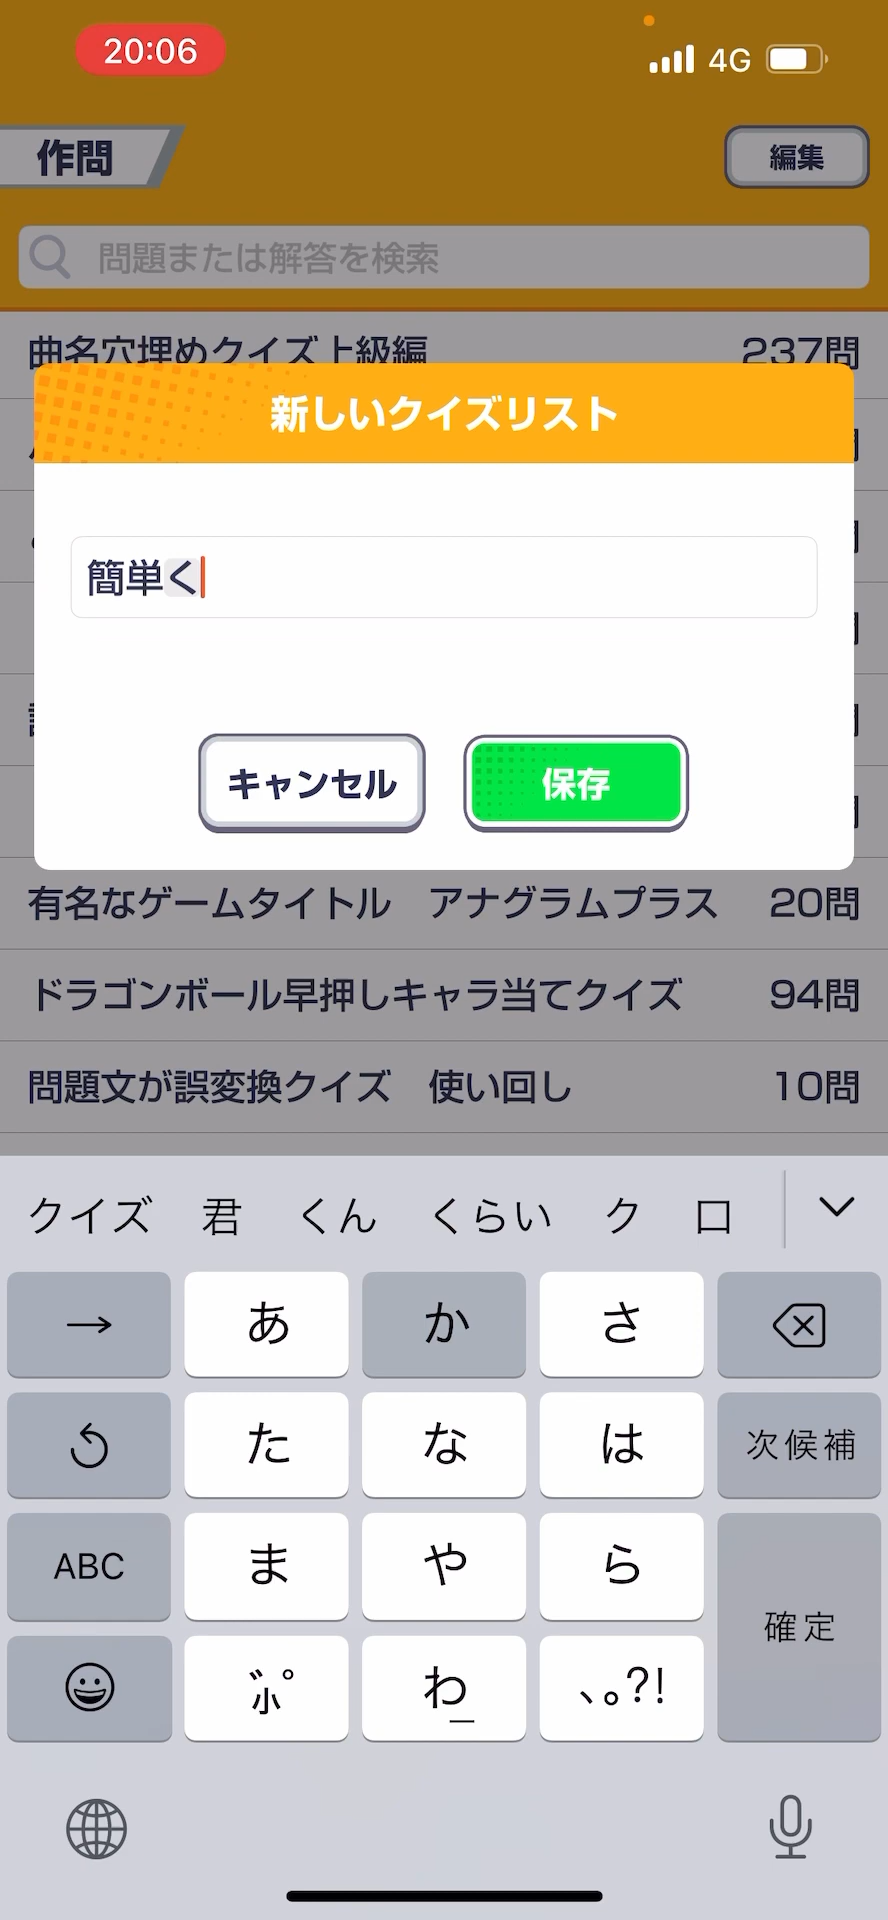 20:06
4G
作問
編集
問題または解答を検索
曲名穴埋めクイズ上級編 237問
新しいクイズリスト
簡単く
キャンセル
保存
有名なゲームタイトル　アナグラムプラス 20問
ドラゴンボール早押しキャラ当てクイズ 94問
問題文が誤変換クイズ　使い回し 10問
クイズ 君 くん くらい ク 口
→ あ か さ
た な は 次候補
ABC ま や ら
確定
゛゜小 わ_ 、。?!